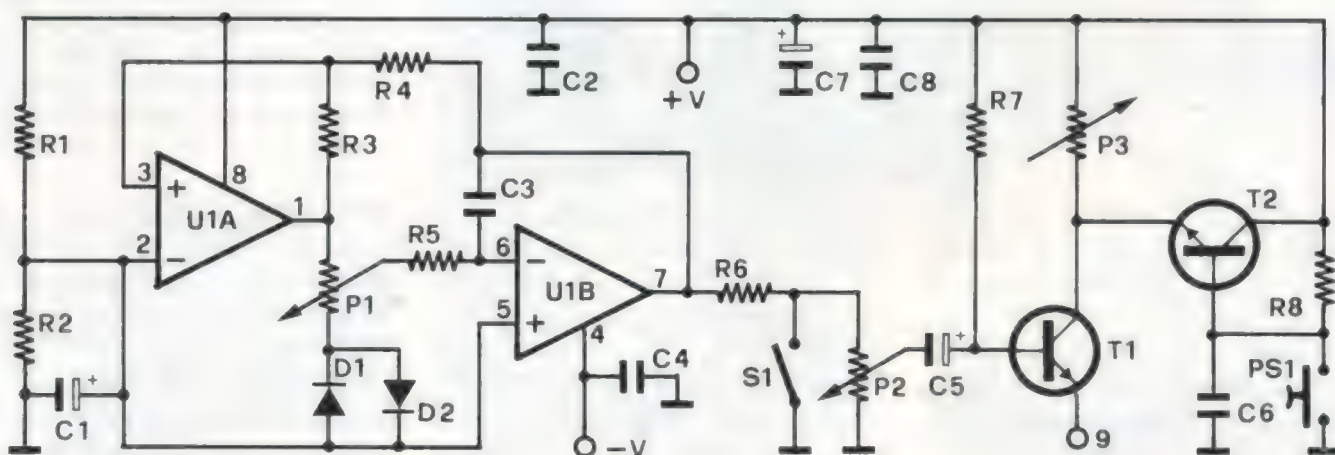 R1
R2
C1
+
3
2
+
−
U1A
8
1
R3
R4
P1
D1
D2
R5
C3
C2
+V
6
5
−
+
U1B
7
4
C4
−V
R6
S1
P2
C7
+
C8
C5
+
R7
P3
T1
9
T2
C6
R8
PS1